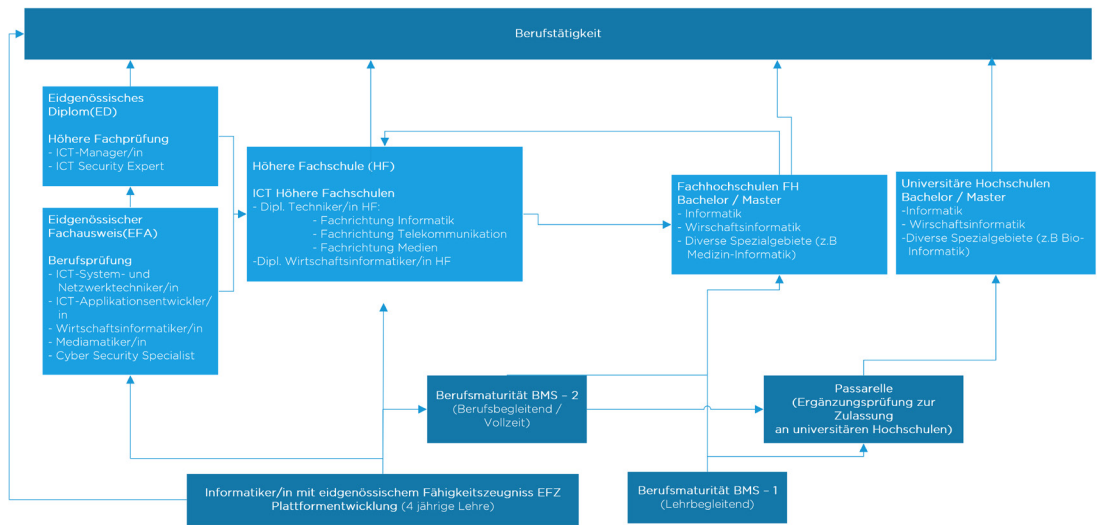 Berufstätigkeit
Eidgenössisches
Diplom(ED)
Höhere Fachprüfung
- ICT-Manager/in
- ICT Security Expert
Eidgenössischer
Fachausweis(EFA)
Berufsprüfung
- ICT-System- und
Netzwerktechniker/in
- ICT-Applikationsentwickler/
in
- Wirtschaftsinformatiker/in
- Mediamatiker/in
- Cyber Security Specialist
Höhere Fachschule (HF)
ICT Höhere Fachschulen
- Dipl. Techniker/in HF:
- Fachrichtung Informatik
- Fachrichtung Telekommunikation
- Fachrichtung Medien
-Dipl. Wirtschaftsinformatiker/in HF
Fachhochschulen FH
Bachelor / Master
- Informatik
- Wirschaftsinformatik
- Diverse Spezialgebiete (z.B
Medizin-Informatik)
Universitäre Hochschulen
Bachelor / Master
-Informatik
- Wirschaftsinformatik
-Diverse Spezialgebiete (z.B Bio-
Informatik)
Berufsmaturität BMS – 2
(Berufsbegleitend /
Vollzeit)
Passarelle
(Ergänzungsprüfung zur
Zulassung
an universitären Hochschulen)
Informatiker/in mit eidgenössischem Fähigkeitszeugniss EFZ
Plattformentwicklung (4 jährige Lehre)
Berufsmaturität BMS – 1
(Lehrbegleitend)